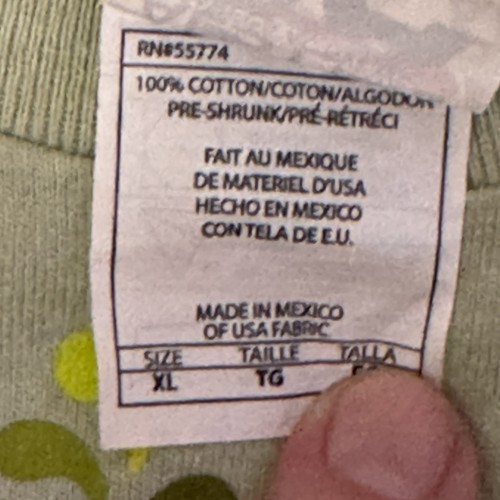 RN#55774
100% COTTON/COTON/ALGODON
PRE-SHRUNK/PRÉ-RÉTRÉCI
FAIT AU MEXIQUE
DE MATERIEL D'USA
HECHO EN MEXICO
CON TELA DE E.U.
MADE IN MEXICO
OF USA FABRIC
SIZE TAILLE TALLA
XL TG